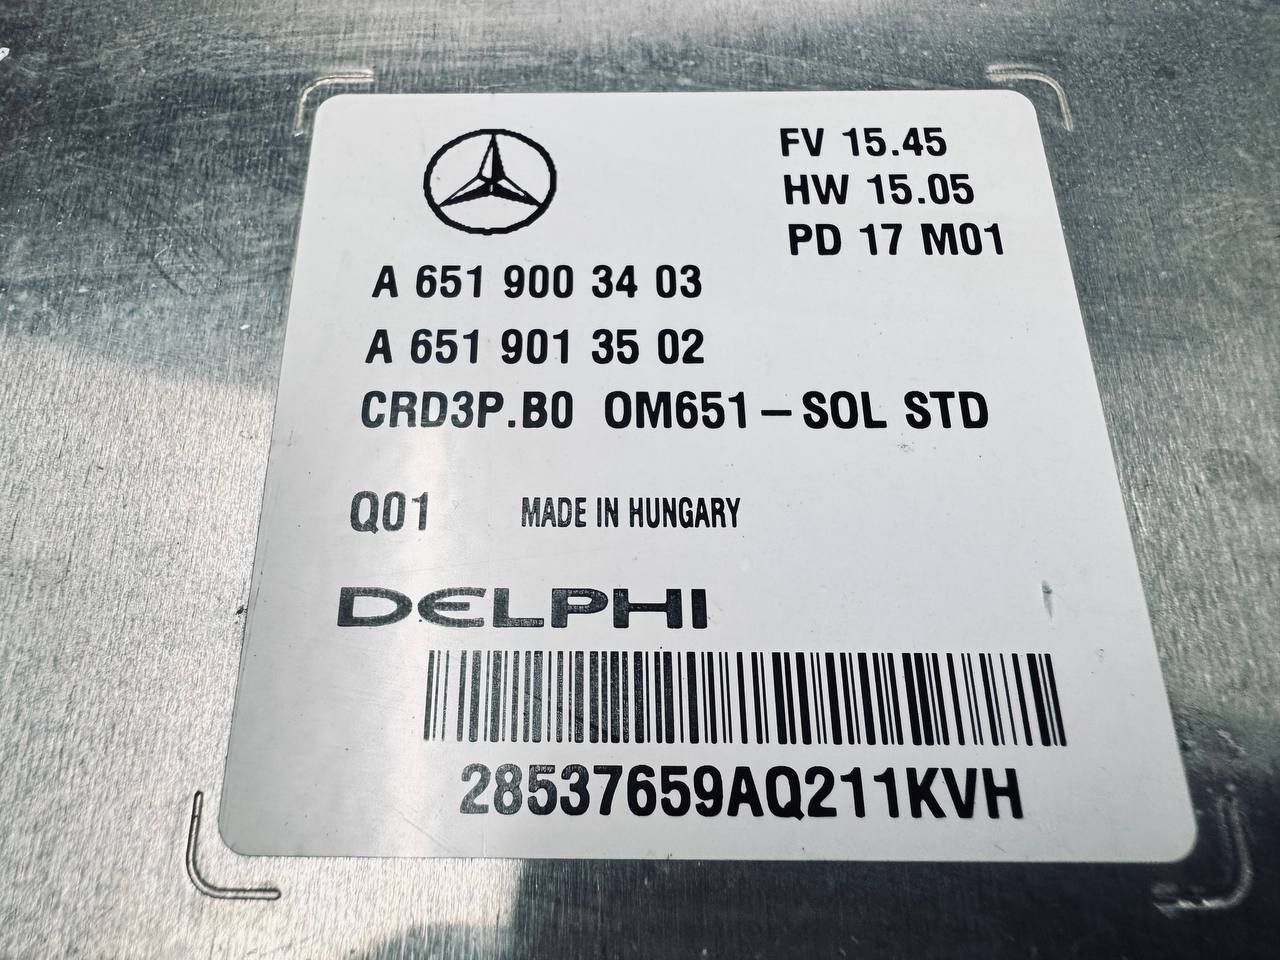 FV 15.45
HW 15.05
PD 17 M01
A 651 900 34 03
A 651 901 35 02
CRD3P.B0 OM651-SOL STD
Q01 MADE IN HUNGARY
DELPHI
28537659AQ211KVH